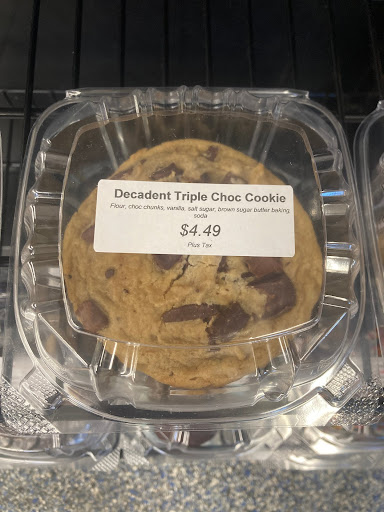 Decadent Triple Choc Cookie
Flour, choc chunks, vanilla, salt sugar, brown sugar butter baking
soda
$4.49
Plus Tax